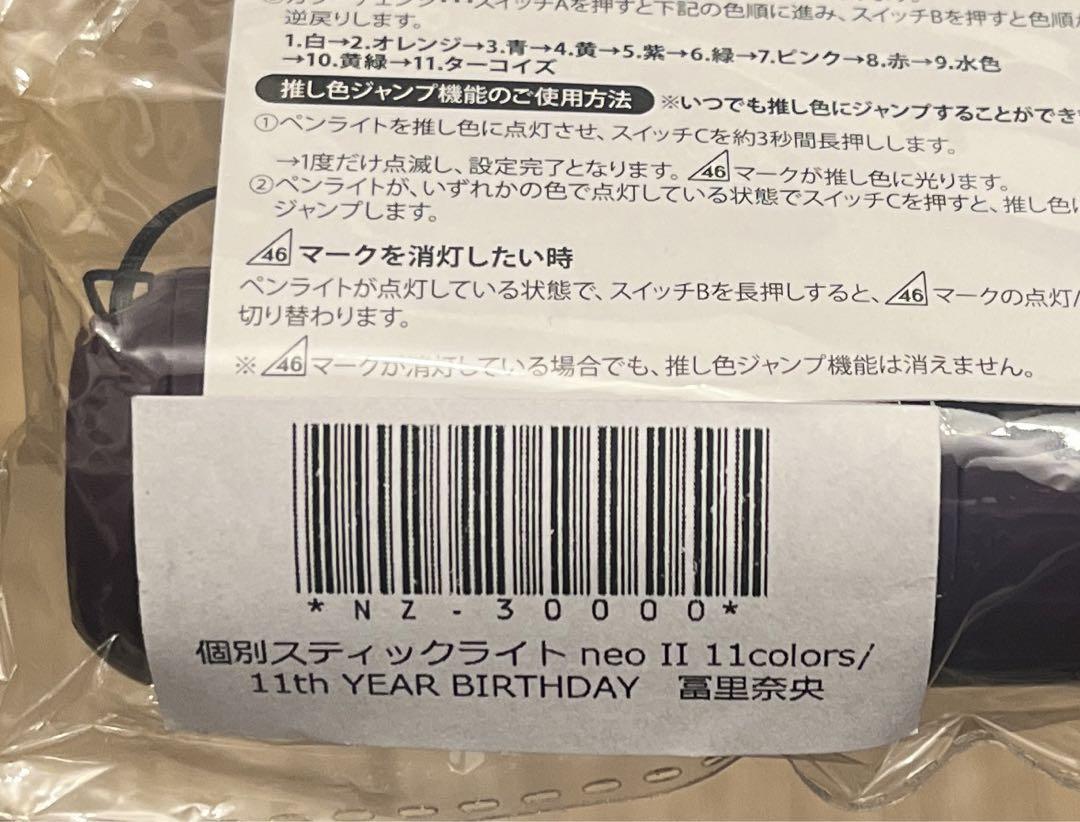 スイッチAを押すと下記の色順に進み、スイッチBを押すと色順が
逆戻りします。
1.白→2.オレンジ→3.青→4.黄→5.紫→6.緑→7.ピンク→8.赤→9.水色
→10.黄緑→11.ターコイズ
推し色ジャンプ機能のご使用方法 ※いつでも推し色にジャンプすることができ
①ペンライトを推し色に点灯させ、スイッチCを約3秒間長押しします。
→1度だけ点滅し、設定完了となります。46マークが推し色に光ります。
②ペンライトが、いずれかの色で点灯している状態でスイッチCを押すと、推し色に
ジャンプします。
46マークを消灯したい時
ペンライトが点灯している状態で、スイッチBを長押しすると、46マークの点灯/
切り替わります。
※46マークが消灯している場合でも、推し色ジャンプ機能は消えません。
*NZ-30000*
個別スティックライト neo II 11colors/
11th YEAR BIRTHDAY 冨里奈央